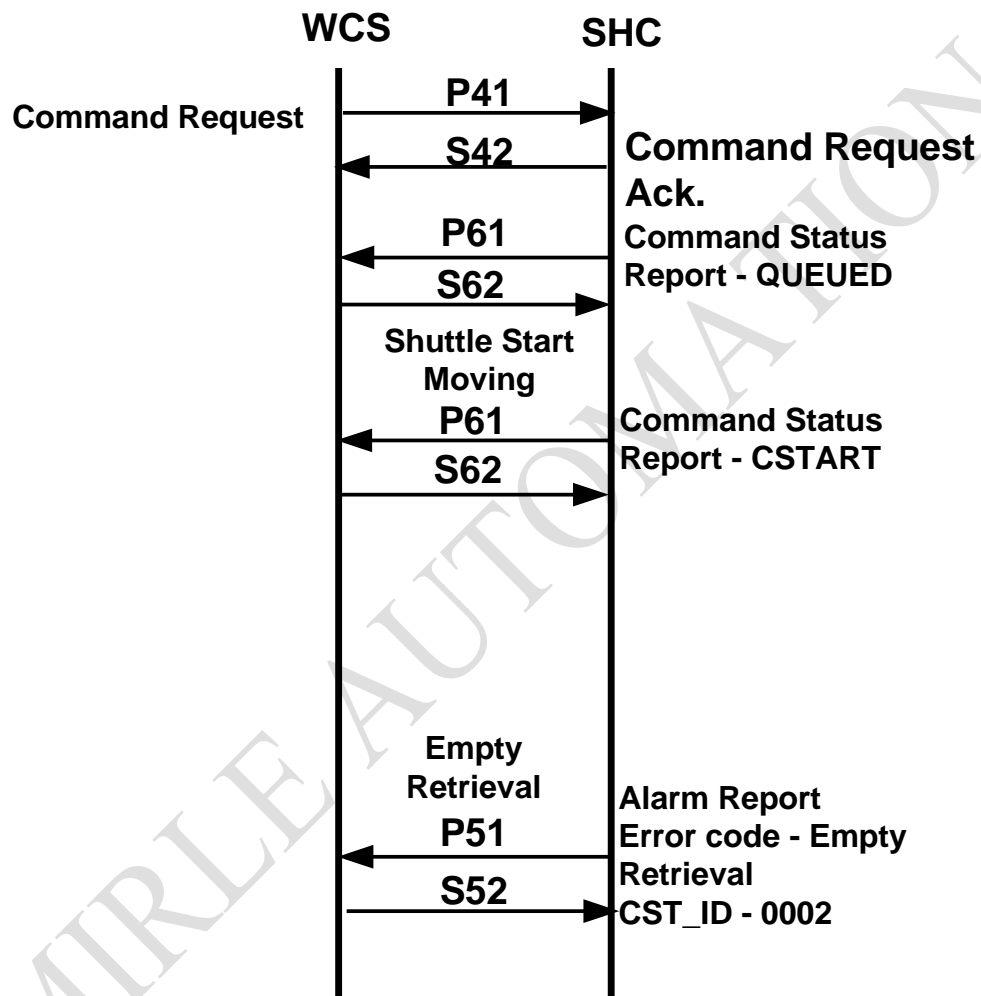 WCS
SHC
P41
Command Request
S42
Command Request
Ack.
P61
Command Status
Report - QUEUED
S62
Shuttle Start
Moving
P61
Command Status
Report - CSTART
S62
Empty
Retrieval
Alarm Report
P51
Error code - Empty
Retrieval
S52
CST_ID - 0002
MIRLE AUTOMATION